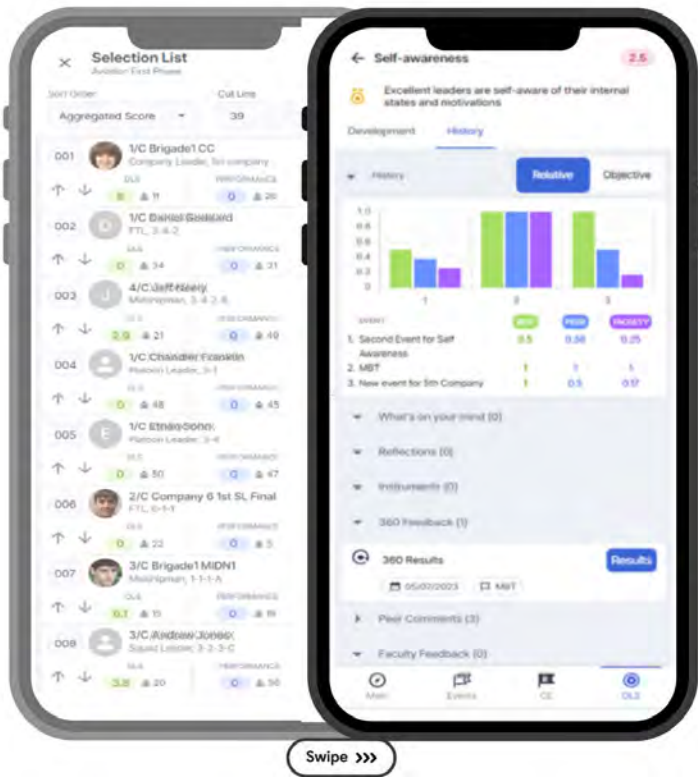 Selection List
Aviation First Phase
Sort Order Cut Line
Aggregated Score 39
001 1/C Brigade1 CC
Company Leader, 5th company
OLS PERFORMANCE
0 11 0 26
002 D 1/C Daniel Goddard
FTL, 3-4-2
OLS PERFORMANCE
0 34 0 31
003 J 4/C Jeff Neely
Midshipman, 3-4-2-B
OLS PERFORMANCE
2.9 21 0 49
004 1/C Chandler Franklin
Platoon Leader, 3-1
OLS PERFORMANCE
0 48 0 45
005 E 1/C Ethan Sohn
Platoon Leader, 3-4
OLS PERFORMANCE
0 50 0 47
006 2/C Company 6 1st SL Final
FTL, 6-1-1
OLS PERFORMANCE
0 22 0 5
007 3/C Brigade1 MIDN1
Midshipman, 1-1-1-A
OLS PERFORMANCE
0.1 15 0 19
008 3/C Andrew Jones
Squad Leader, 3-2-3-C
OLS PERFORMANCE
3.8 20 0 56
Self-awareness 2.5
Excellent leaders are self-aware of their internal
states and motivations
Development History
History Relative Objective
1.0
0.8
0.6
0.4
0.2
0
1 2 3
EVENT PEER FACULTY
1. Second Event for Self 0.5 0.38 0.25
Awareness
2. MBT 1 1 1
3. New event for 5th Company 1 0.5 0.17
What's on your mind (0)
Reflections (0)
Instruments (0)
360 Feedback (1)
360 Results Results
05/07/2023 MBT
Peer Comments (3)
Faculty Feedback (0)
Main Events CE OLS
Swipe >>>